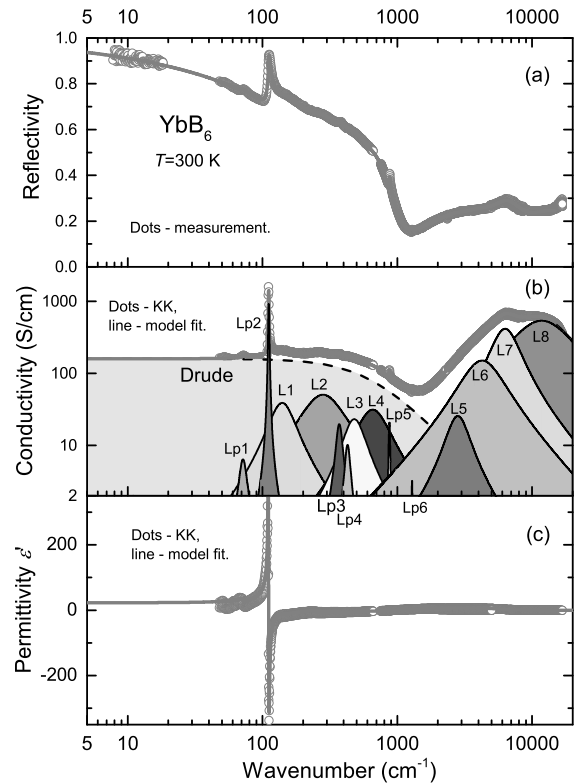 5 10 100 1000 10000
1.0
(a)
0.8
YbB6
0.6
T=300 K
0.4
0.2
Dots - measurement.
0.0
Reflectivity
(b)
1000
Dots - KK,
line - model fit.
Lp2
L7 L8
Drude
100
L6
L1 L2 L3 L4 Lp5 L5
10
Lp1
2
Lp3 Lp4 Lp6
Conductivity (S/cm)
(c)
Dots - KK,
line - model fit.
200
0
-200
Permittivity ε'
5 10 100 1000 10000
Wavenumber (cm-1)